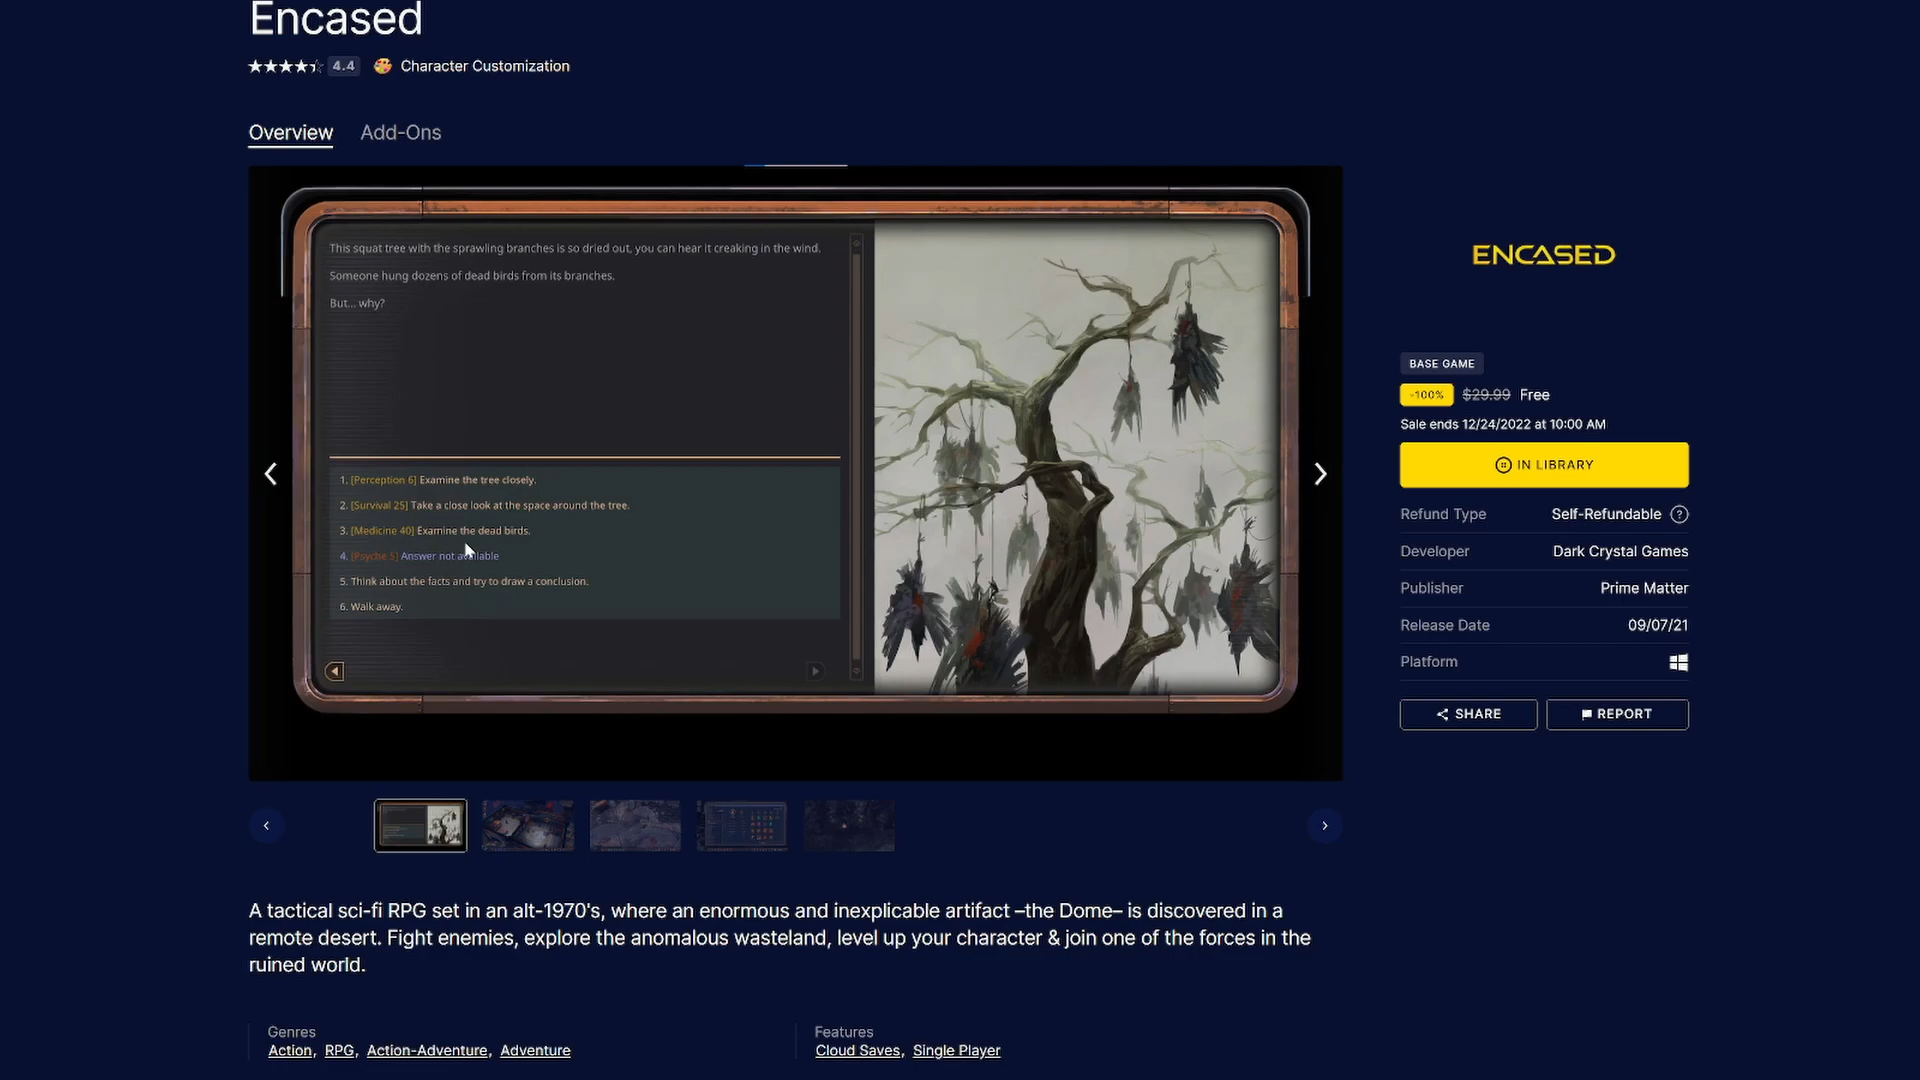 Encased
4.4 Character Customization
Overview Add-Ons
This squat tree with the sprawling branches is so dried out, you can hear it creaking in the wind.
Someone hung dozens of dead birds from its branches.
But... why?
1. [Perception 6] Examine the tree closely.
2. [Survival 25] Take a close look at the space around the tree.
3. [Medicine 40] Examine the dead birds.
4. [Psyche 5] Answer not available
5. Think about the facts and try to draw a conclusion.
6. Walk away.
ENCASED
BASE GAME
-100% $29.99 Free
Sale ends 12/24/2022 at 10:00 AM
IN LIBRARY
Refund Type Self-Refundable ?
Developer Dark Crystal Games
Publisher Prime Matter
Release Date 09/07/21
Platform
SHARE REPORT
A tactical sci-fi RPG set in an alt-1970's, where an enormous and inexplicable artifact –the Dome– is discovered in a
remote desert. Fight enemies, explore the anomalous wasteland, level up your character & join one of the forces in the
ruined world.
Genres
Action, RPG, Action-Adventure, Adventure
Features
Cloud Saves, Single Player